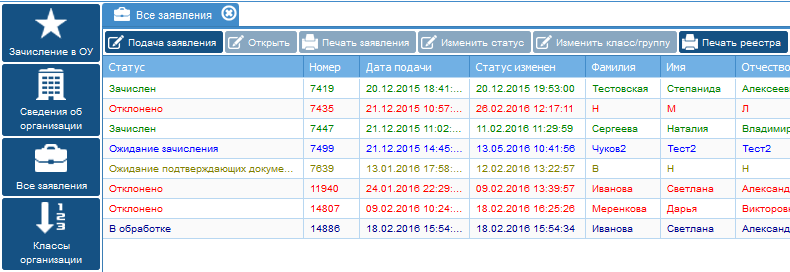 Все заявления
Зачисление в ОУ
Сведения об
организации
Все заявления
1
2
3
Классы
организации
Подача заявления Открыть Печать заявления Изменить статус Изменить класс/группу Печать реестра
Статус Номер Дата подачи Статус изменен Фамилия Имя Отчество
Зачислен 7419 20.12.2015 18:41:... 20.12.2015 19:53:00 Тестовская Степанида Алексеев
Отклонено 7435 21.12.2015 10:57:... 26.02.2016 12:17:11 Н М Л
Зачислен 7447 21.12.2015 11:02:... 11.02.2016 11:29:59 Сергеева Наталия Владимир
Ожидание зачисления 7499 21.12.2015 14:45:... 13.05.2016 10:41:56 Чуков2 Тест2 Тест2
Ожидание подтверждающих докуме... 7639 13.01.2016 17:58:... 12.02.2016 13:22:57 В Н Н
Отклонено 11940 24.01.2016 22:29:... 09.02.2016 13:39:57 Иванова Светлана Александ
Отклонено 14807 09.02.2016 10:24:... 18.02.2016 16:25:26 Меренкова Дарья Викторовн
В обработке 14886 18.02.2016 15:54:... 18.02.2016 15:54:34 Иванова Светлана Александ